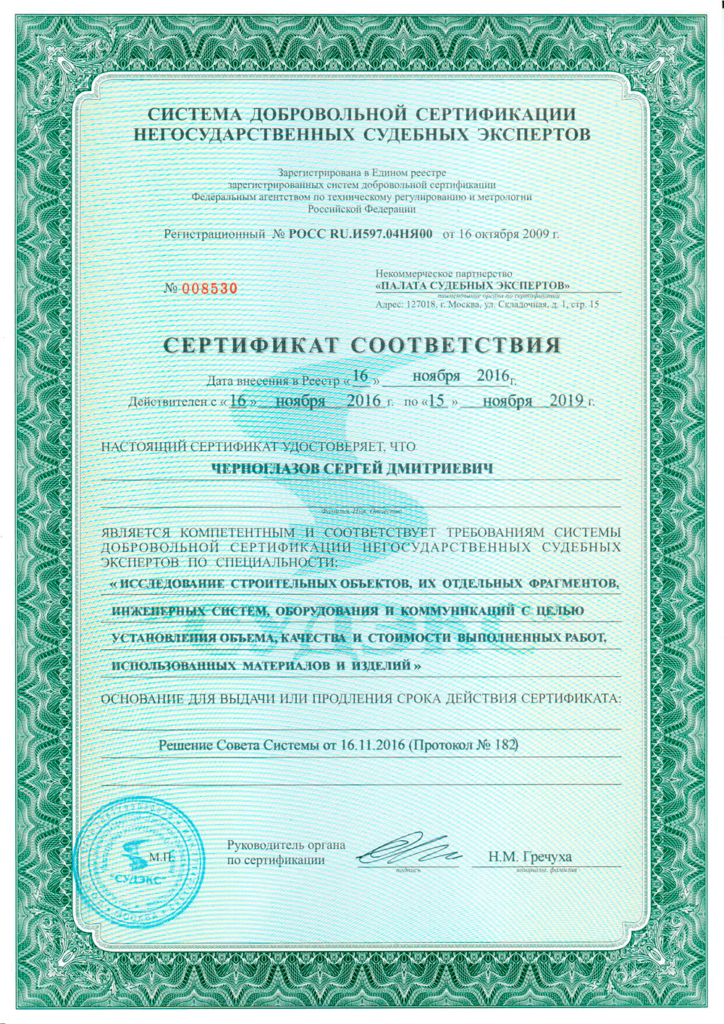 СИСТЕМА ДОБРОВОЛЬНОЙ СЕРТИФИКАЦИИ
НЕГОСУДАРСТВЕННЫХ СУДЕБНЫХ ЭКСПЕРТОВ
Зарегистрирована в Едином реестре
зарегистрированных систем добровольной сертификации
Федеральным агентством по техническому регулированию и метрологии
Российской Федерации
Регистрационный № РОСС RU.И597.04НЯ00 от 16 октября 2009 г.
№ 008530
Некоммерческое партнерство
«ПАЛАТА СУДЕБНЫХ ЭКСПЕРТОВ»
наименование органа по сертификации
Адрес: 127018, г. Москва, ул. Складочная, д. 1, стр. 15
СЕРТИФИКАТ СООТВЕТСТВИЯ
Дата внесения в Реестр «16 » ноября 2016г.
Действителен с «16 » ноября 2016 г. по «15 » ноября 2019 г.
НАСТОЯЩИЙ СЕРТИФИКАТ УДОСТОВЕРЯЕТ, ЧТО
ЧЕРНОГЛАЗОВ СЕРГЕЙ ДМИТРИЕВИЧ
Фамилия, Имя, Отчество
ЯВЛЯЕТСЯ КОМПЕТЕНТНЫМ И СООТВЕТСТВУЕТ ТРЕБОВАНИЯМ СИСТЕМЫ
ДОБРОВОЛЬНОЙ СЕРТИФИКАЦИИ НЕГОСУДАРСТВЕННЫХ СУДЕБНЫХ
ЭКСПЕРТОВ ПО СПЕЦИАЛЬНОСТИ:
« ИССЛЕДОВАНИЕ СТРОИТЕЛЬНЫХ ОБЪЕКТОВ, ИХ ОТДЕЛЬНЫХ ФРАГМЕНТОВ,
ИНЖЕНЕРНЫХ СИСТЕМ, ОБОРУДОВАНИЯ И КОММУНИКАЦИЙ С ЦЕЛЬЮ
УСТАНОВЛЕНИЯ ОБЪЕМА, КАЧЕСТВА И СТОИМОСТИ ВЫПОЛНЕННЫХ РАБОТ,
ИСПОЛЬЗОВАННЫХ МАТЕРИАЛОВ И ИЗДЕЛИЙ »
"СУДЭКС"
ОСНОВАНИЕ ДЛЯ ВЫДАЧИ ИЛИ ПРОДЛЕНИЯ СРОКА ДЕЙСТВИЯ СЕРТИФИКАТА:
Решение Совета Системы от 16.11.2016 (Протокол № 182)
Руководитель органа
по сертификации
подпись
Н.М. Гречуха
инициалы, фамилия
М.П.
"СУДЭКС"
МОСКВА